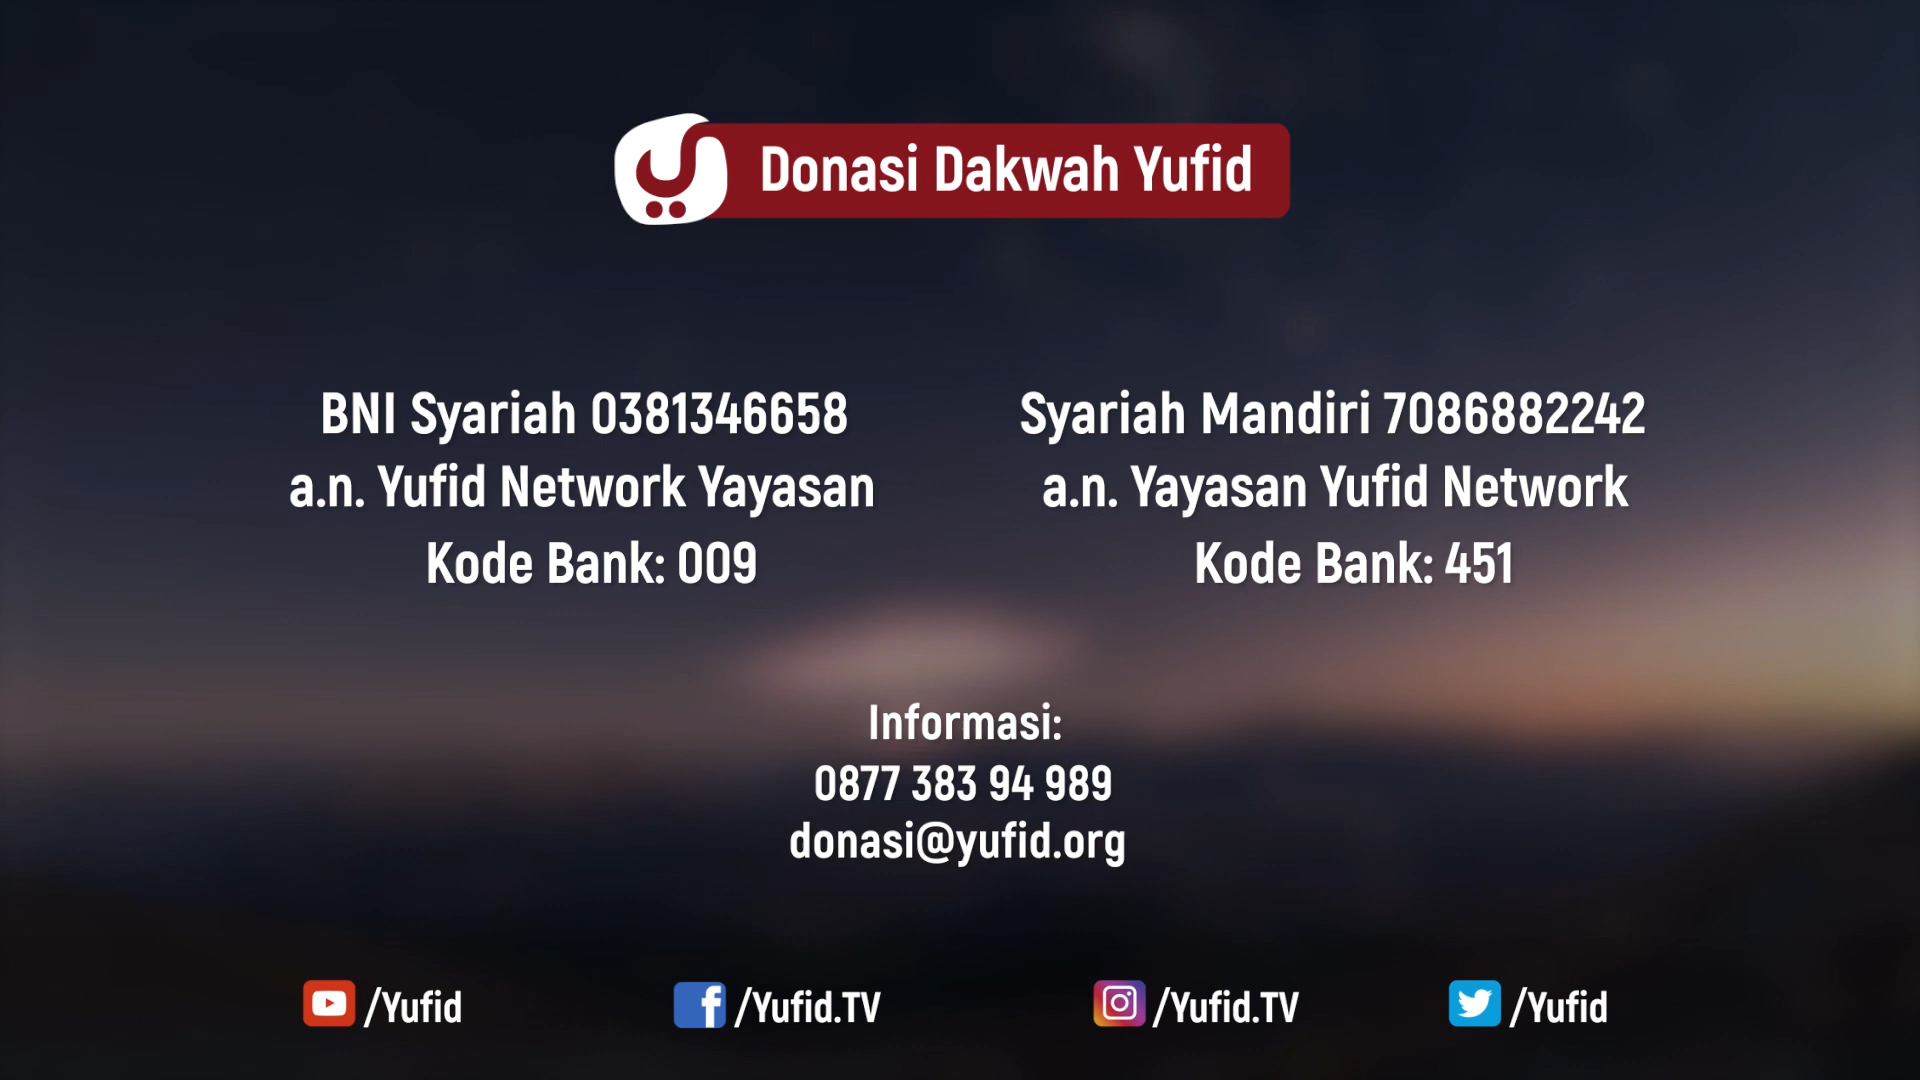 Donasi Dakwah Yufid
BNI Syariah 0381346658
a.n. Yufid Network Yayasan
Kode Bank: 009
Syariah Mandiri 7086882242
a.n. Yayasan Yufid Network
Kode Bank: 451
Informasi:
0877 383 94 989
donasi@yufid.org
/Yufid
/Yufid.TV
/Yufid.TV
/Yufid